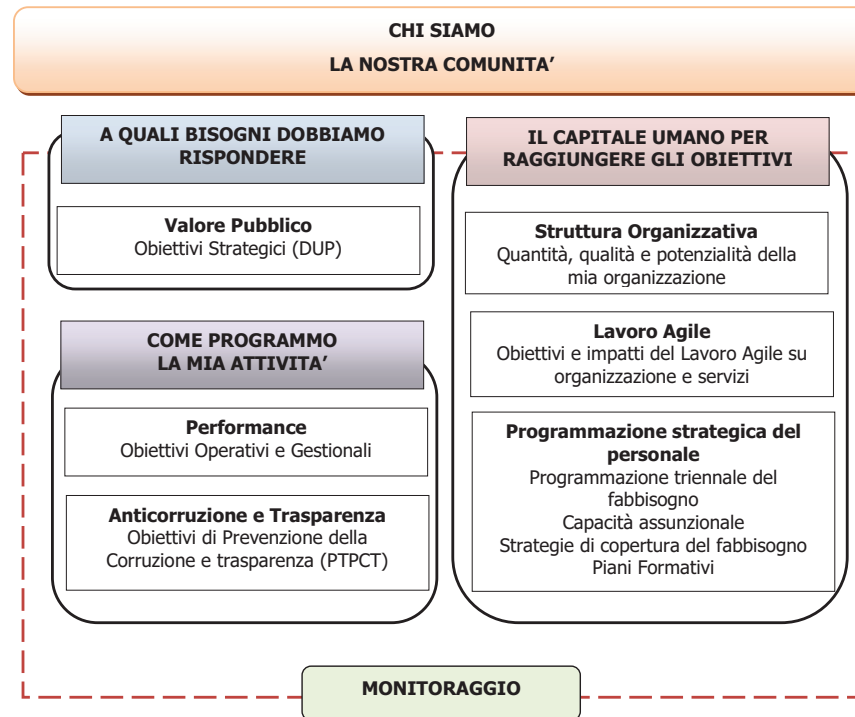 CHI SIAMO
LA NOSTRA COMUNITA’
A QUALI BISOGNI DOBBIAMO
RISPONDERE
Valore Pubblico
Obiettivi Strategici (DUP)
COME PROGRAMMO
LA MIA ATTIVITA’
Performance
Obiettivi Operativi e Gestionali
Anticorruzione e Trasparenza
Obiettivi di Prevenzione della
Corruzione e trasparenza (PTPCT)
IL CAPITALE UMANO PER
RAGGIUNGERE GLI OBIETTIVI
Struttura Organizzativa
Quantità, qualità e potenzialità della
mia organizzazione
Lavoro Agile
Obiettivi e impatti del Lavoro Agile su
organizzazione e servizi
Programmazione strategica del
personale
Programmazione triennale del
fabbisogno
Capacità assunzionale
Strategie di copertura del fabbisogno
Piani Formativi
MONITORAGGIO